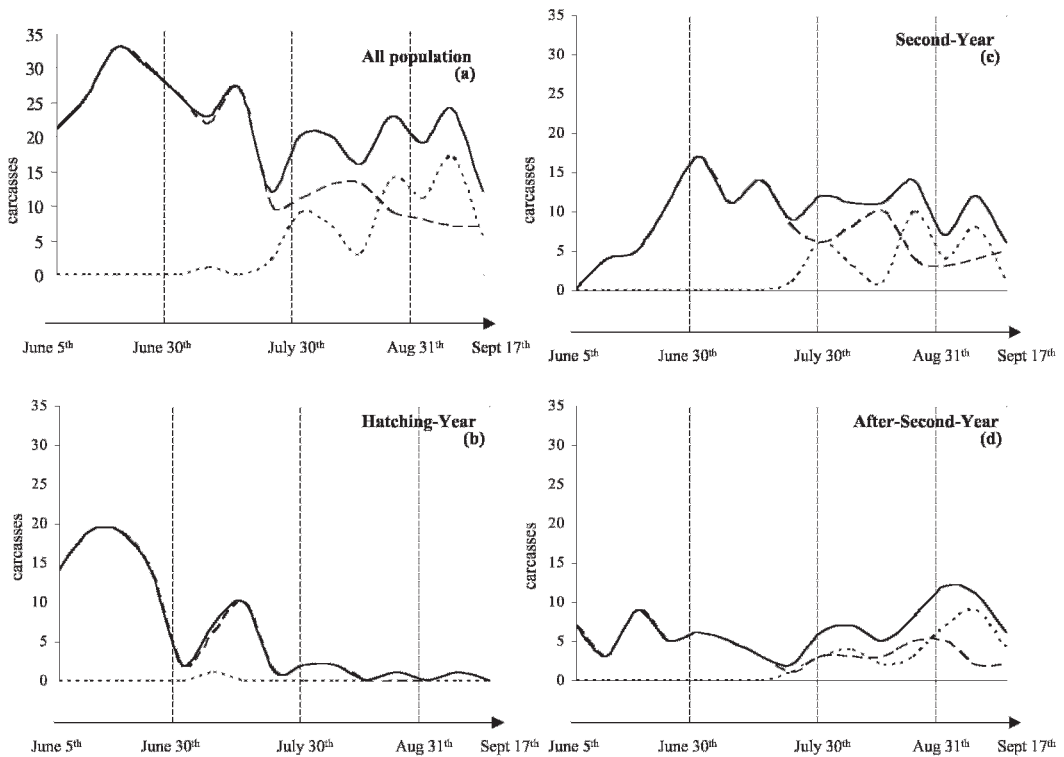 All population
(a)
35
30
25
20
15
10
5
0
carcasses
June 5th
June 30th
July 30th
Aug 31th
Sept 17th
Second-Year
(c)
35
30
25
20
15
10
5
0
carcasses
June 5th
June 30th
July 30th
Aug 31th
Sept 17th
Hatching-Year
(b)
35
30
25
20
15
10
5
0
carcasses
June 5th
June 30th
July 30th
Aug 31th
Sept 17th
After-Second-Year
(d)
35
30
25
20
15
10
5
0
carcasses
June 5th
June 30th
July 30th
Aug 31th
Sept 17th